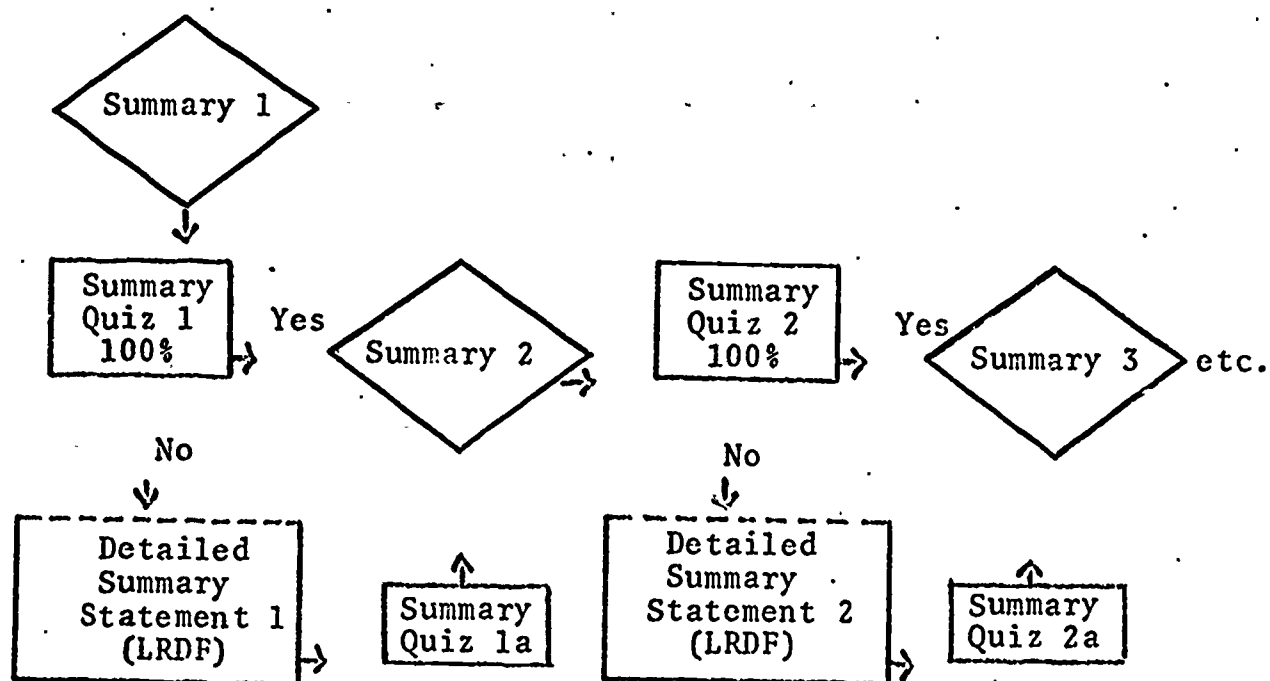 Summary 1
Summary
Quiz 1
100%
Yes
Summary 2
Summary
Quiz 2
100%
Yes
Summary 3
etc.
No
Detailed
Summary
Statement 1
(LRDF)
Summary
Quiz 1a
No
Detailed
Summary
Statement 2
(LRDF)
Summary
Quiz 2a